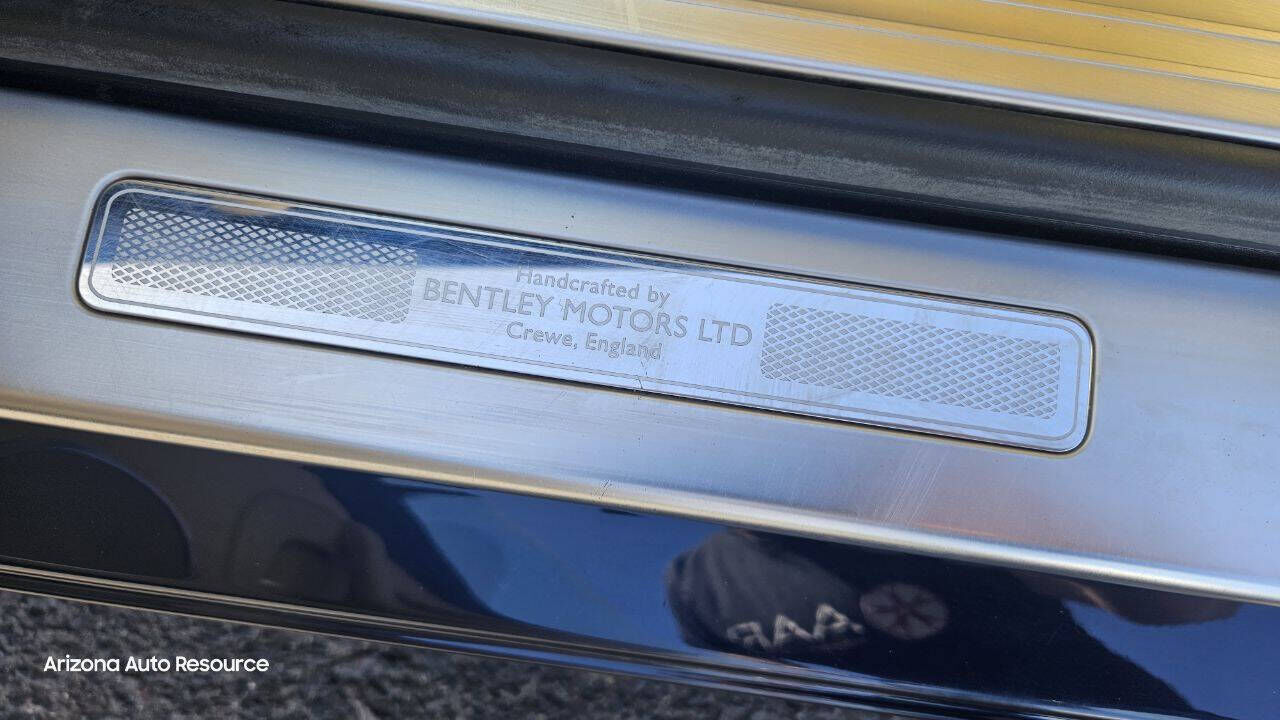 Handcrafted by
BENTLEY MOTORS LTD
Crewe, England
Arizona Auto Resource